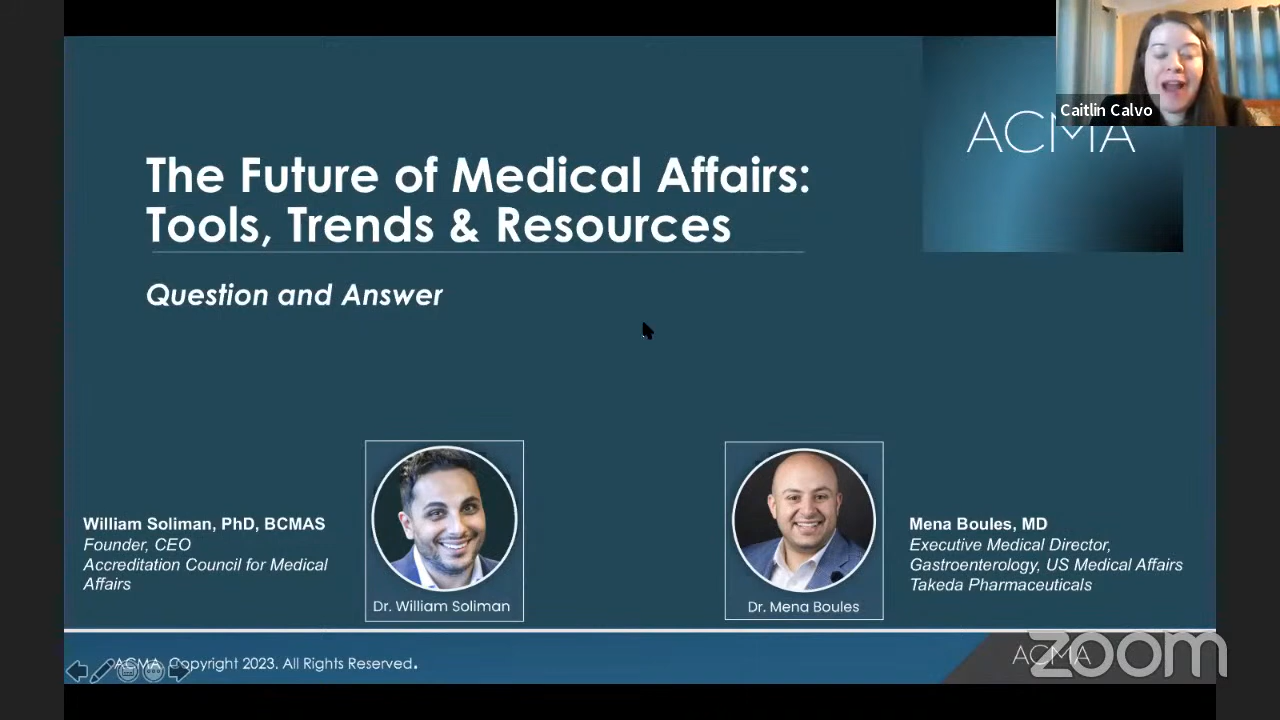 Caitlin Calvo
ACMA
The Future of Medical Affairs:
Tools, Trends & Resources
Question and Answer
William Soliman, PhD, BCMAS
Founder, CEO
Accreditation Council for Medical
Affairs
Dr. William Soliman
Dr. Mena Boules
Mena Boules, MD
Executive Medical Director,
Gastroenterology, US Medical Affairs
Takeda Pharmaceuticals
ACMA, Copyright 2023. All Rights Reserved.
ACMA
zoom